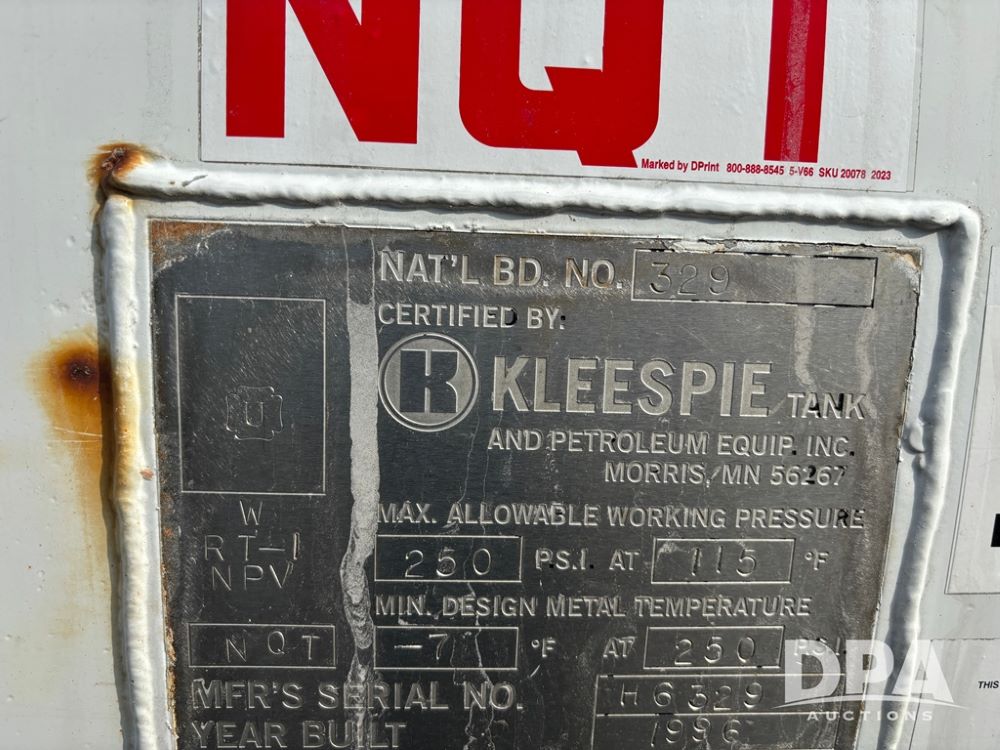 NQT
Marked by DPrint 800-888-8545 5-V66 SKU 20078 2023
NAT'L BD. NO. 329
CERTIFIED BY:
K KLEESPIE TANK
AND PETROLEUM EQUIP. INC.
MORRIS, MN 56267
U
W
RT-1
NPV
NQT
MAX. ALLOWABLE WORKING PRESSURE
250 P.S.I. AT 115 °F
MIN. DESIGN METAL TEMPERATURE
-7 °F AT 250 P.S.I.
MFR'S SERIAL NO. H6329
YEAR BUILT 1996
THIS
DPA
AUCTIONS